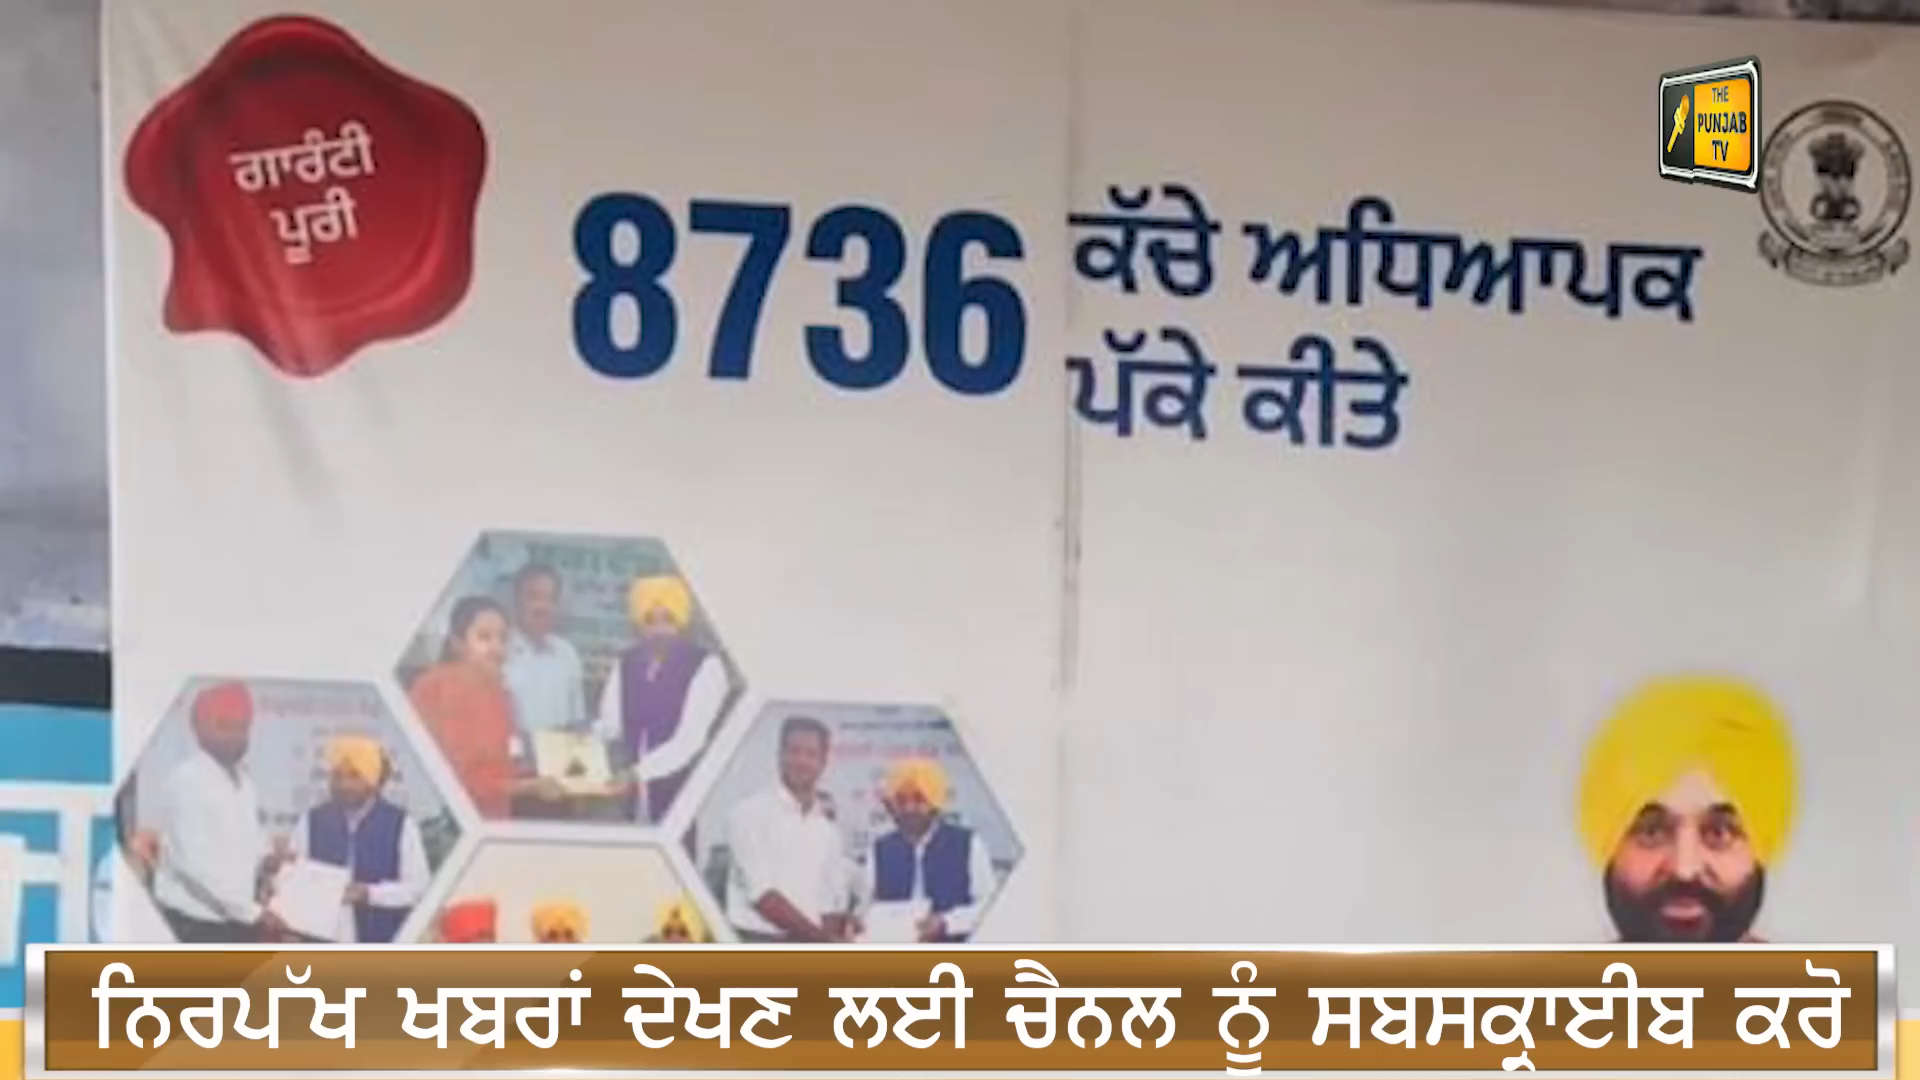 ਗਾਰੰਟੀ
ਪੂਰੀ
8736 ਕੱਚੇ ਅਧਿਆਪਕ
ਪੱਕੇ ਕੀਤੇ
THE
PUNJAB
TV
ਨਿਰਪੱਖ ਖਬਰਾਂ ਦੇਖਣ ਲਈ ਚੈਨਲ ਨੂੰ ਸਬਸਕ੍ਰਾਈਬ ਕਰੋ